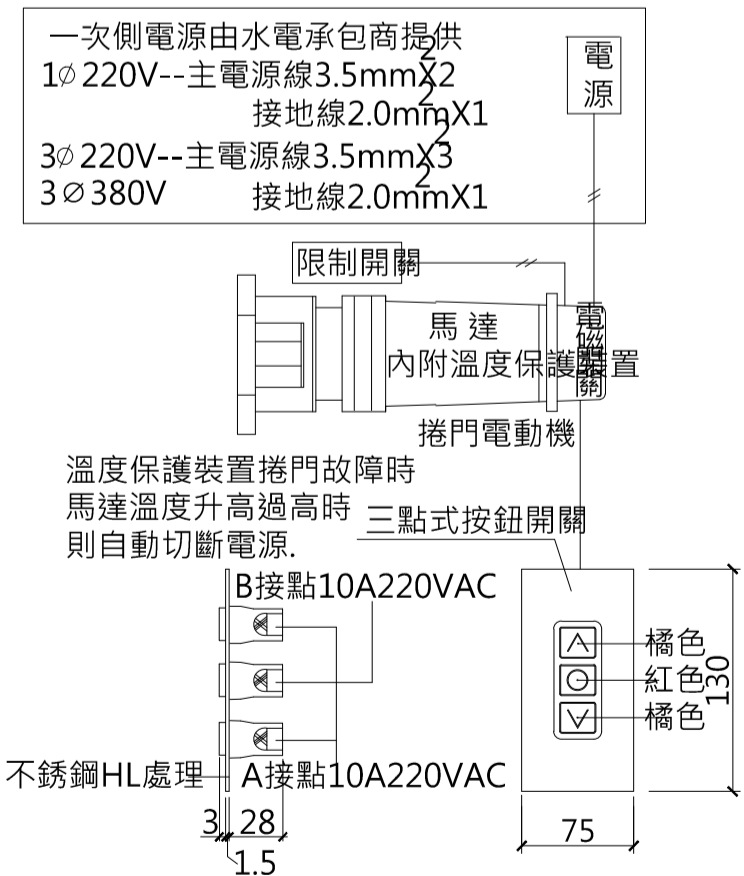 一次側電源由水電承包商提供
1∅220V--主電源線3.5mm²X2
接地線2.0mm²X1
3∅220V--主電源線3.5mm²X3
3∅380V 接地線2.0mm²X1
電源
限制開關
馬達
內附溫度保護裝置
電磁開關
捲門電動機
溫度保護裝置捲門故障時
馬達溫度升高過高時
則自動切斷電源.
三點式按鈕開關
B接點10A220VAC
橘色
紅色
橘色
130
不銹鋼HL處理
A接點10A220VAC
3
28
1.5
75